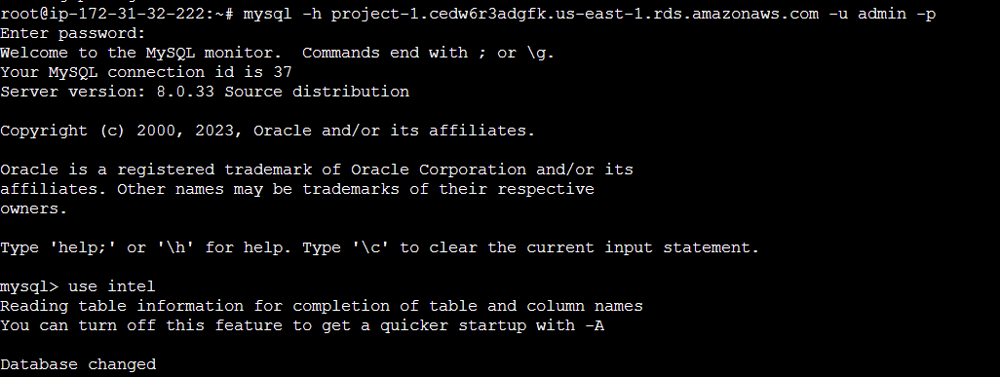 root@ip-172-31-32-222:~# mysql -h project-1.cedw6r3adgfk.us-east-1.rds.amazonaws.com -u admin -p
Enter password:
Welcome to the MySQL monitor.  Commands end with ; or \g.
Your MySQL connection id is 37
Server version: 8.0.33 Source distribution
Copyright (c) 2000, 2023, Oracle and/or its affiliates.
Oracle is a registered trademark of Oracle Corporation and/or its
affiliates. Other names may be trademarks of their respective
owners.
Type 'help;' or '\h' for help. Type '\c' to clear the current input statement.
mysql> use intel
Reading table information for completion of table and column names
You can turn off this feature to get a quicker startup with -A
Database changed